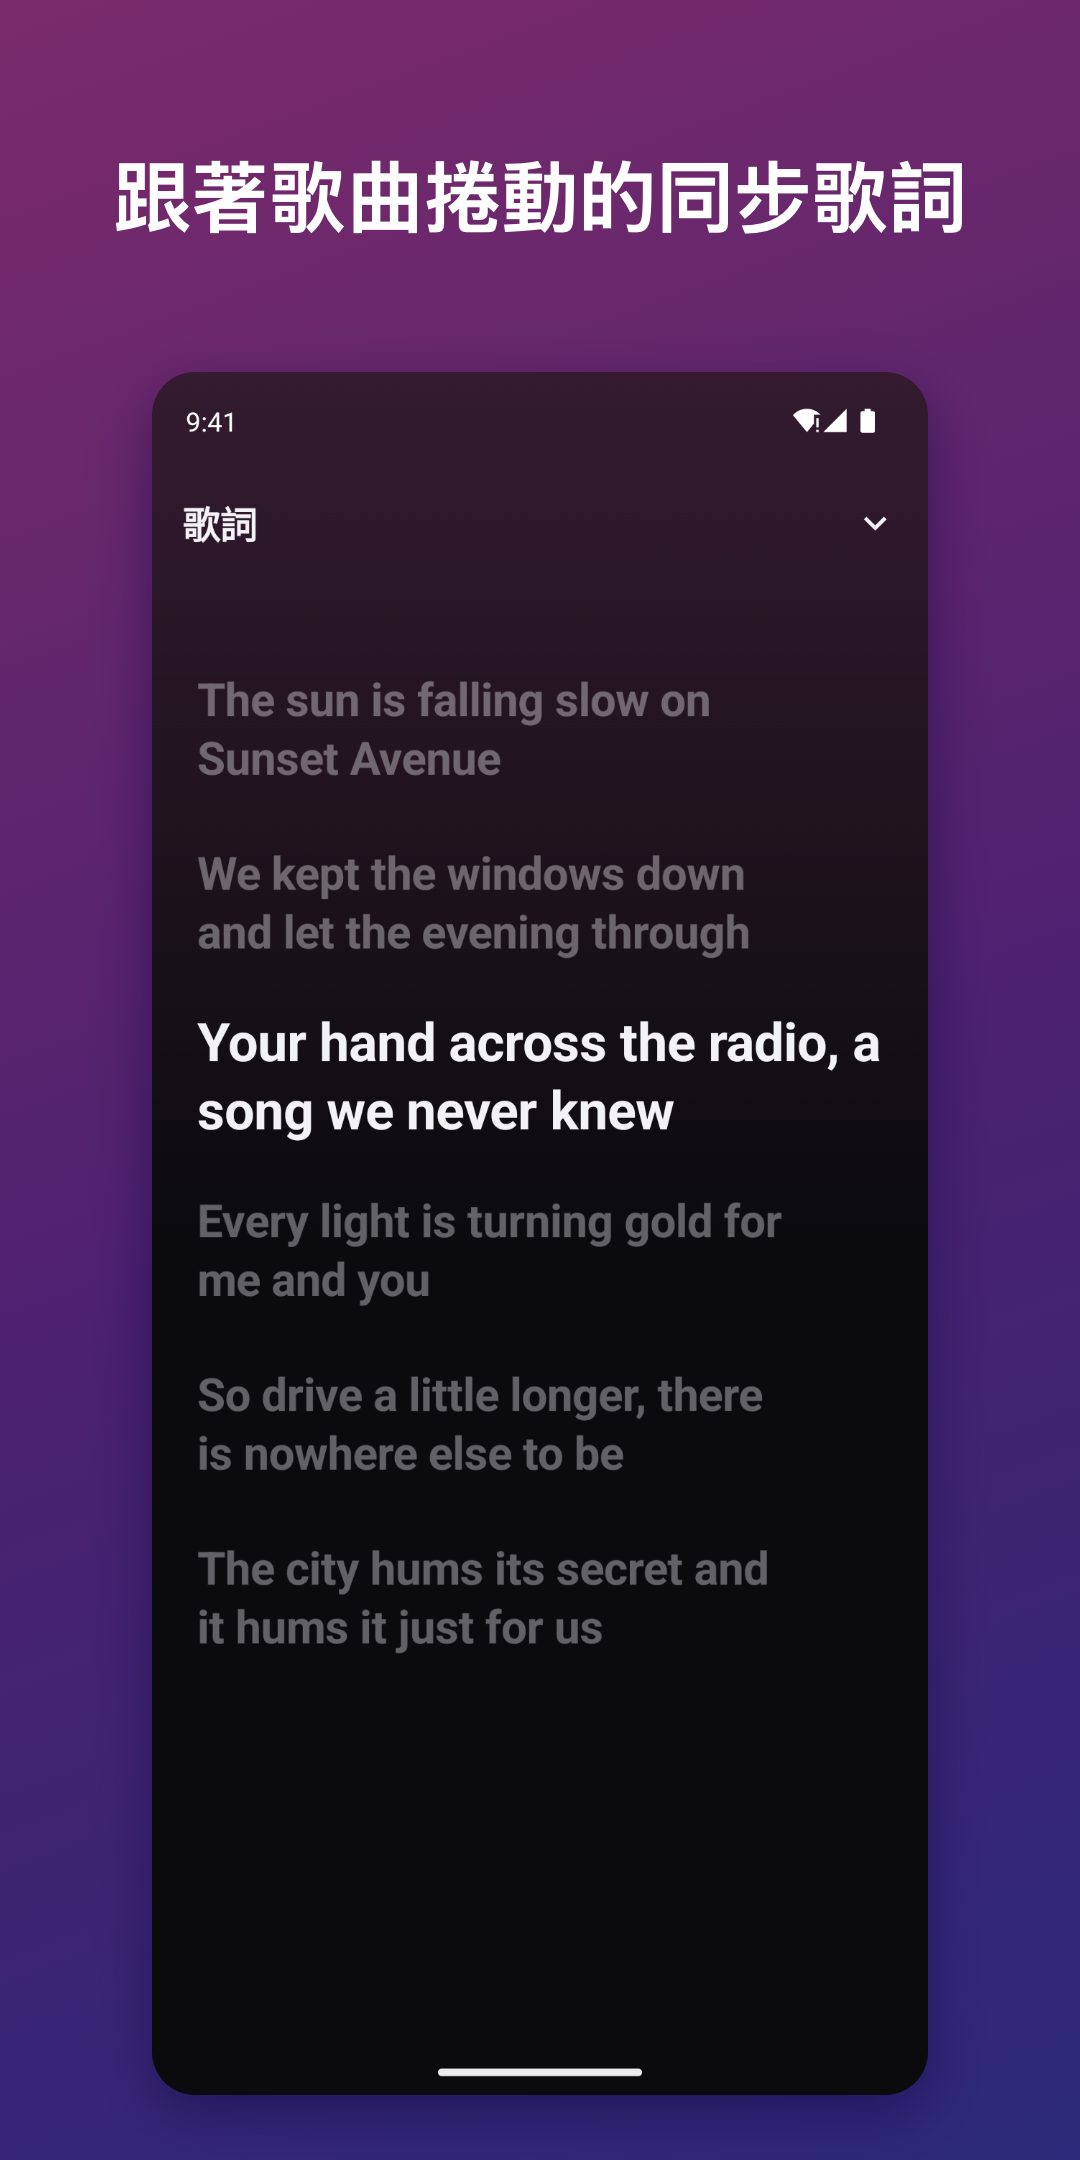 跟著歌曲捲動的同步歌詞
9:41
歌詞
The sun is falling slow on
Sunset Avenue
We kept the windows down
and let the evening through
Your hand across the radio, a
song we never knew
Every light is turning gold for
me and you
So drive a little longer, there
is nowhere else to be
The city hums its secret and
it hums it just for us